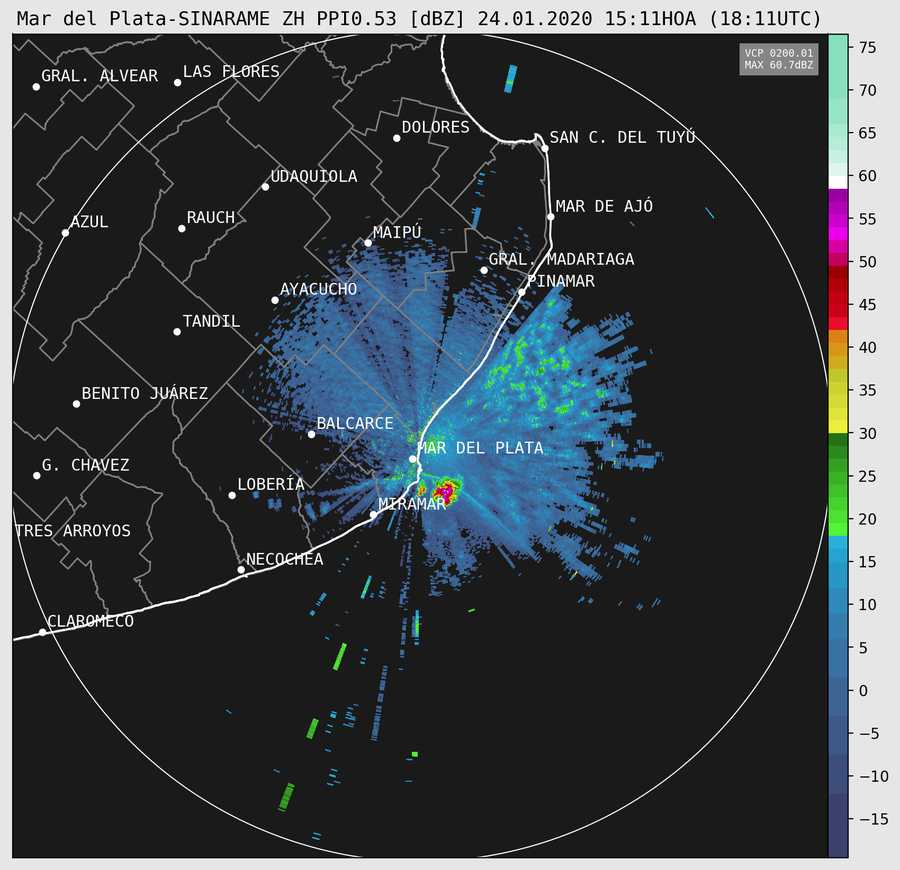 Mar del Plata-SINARAME ZH PPI0.53 [dBZ] 24.01.2020 15:11HOA (18:11UTC)
VCP 0200.01
MAX 60.7dBZ
GRAL. ALVEAR
LAS FLORES
DOLORES
SAN C. DEL TUYÚ
UDAQUIOLA
MAR DE AJÓ
AZUL
RAUCH
MAIPÚ
GRAL. MADARIAGA
PINAMAR
AYACUCHO
TANDIL
BENITO JUÁREZ
BALCARCE
MAR DEL PLATA
G. CHAVEZ
LOBERÍA
MIRAMAR
TRES ARROYOS
NECOCHEA
CLAROMECO
75
70
65
60
55
50
45
40
35
30
25
20
15
10
5
0
−5
−10
−15